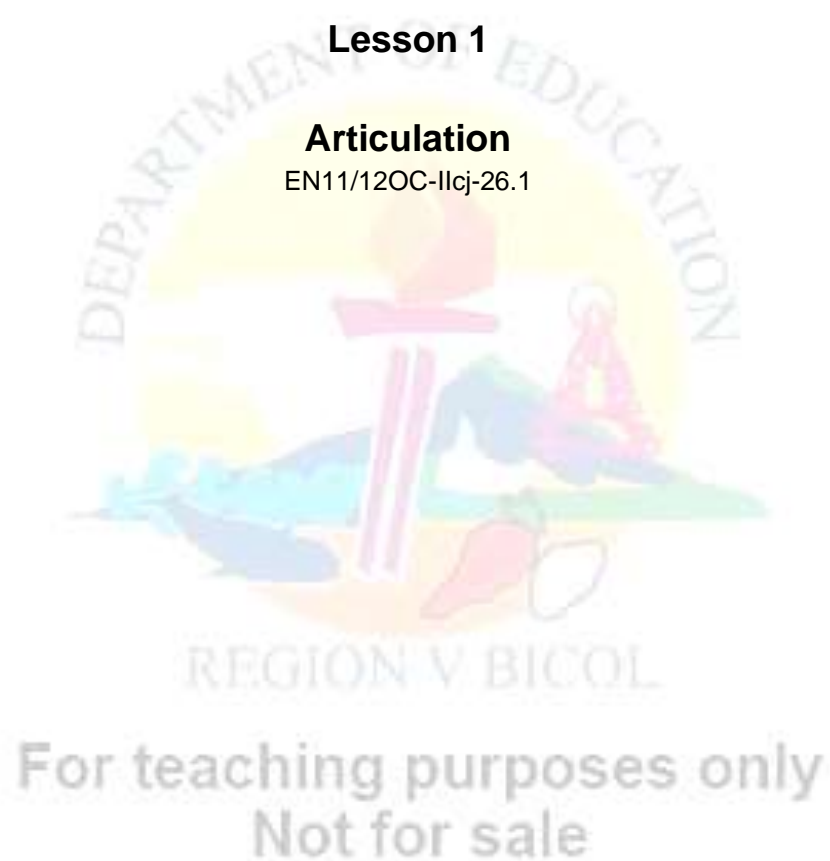 Lesson 1
Articulation
EN11/12OC-IIcj-26.1
DEPARTMENT OF EDUCATION
REGION V BICOL
For teaching purposes only
Not for sale